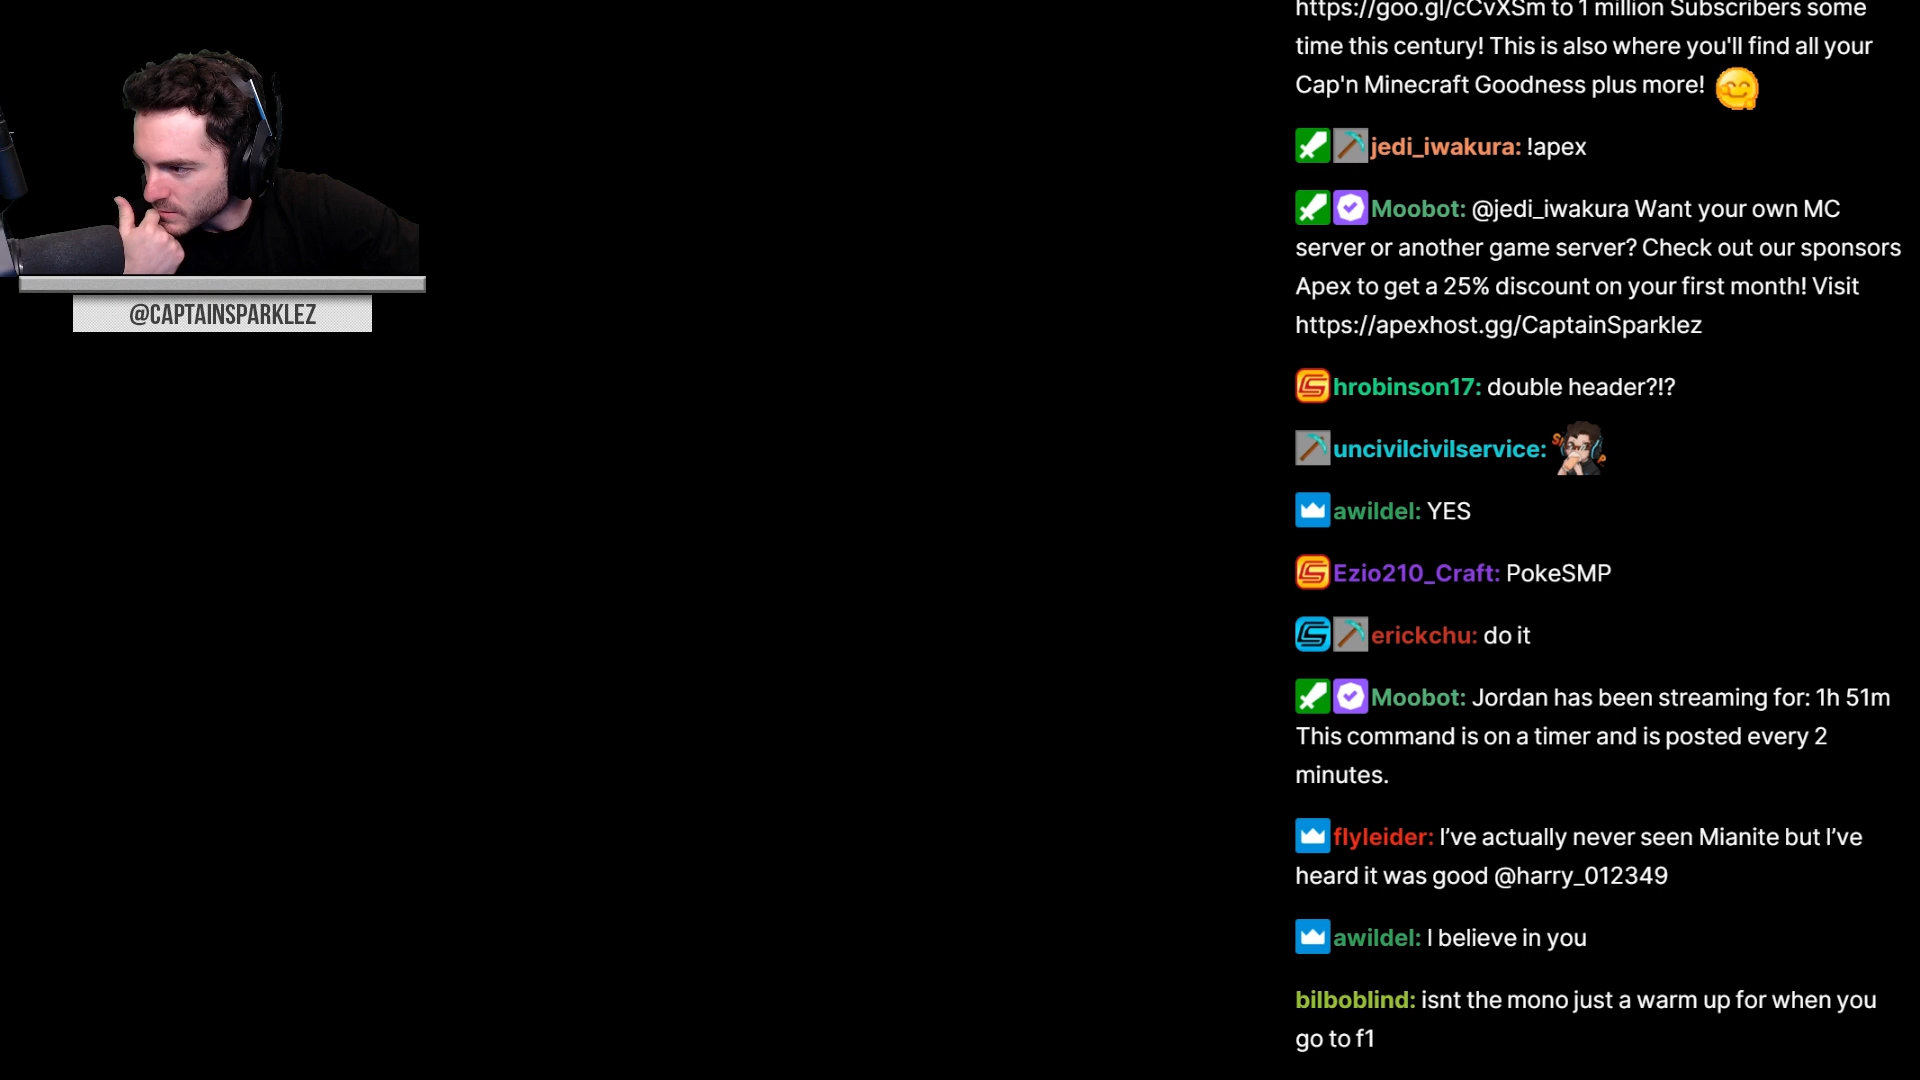 https://goo.gl/cCvXSm to 1 million Subscribers some
time this century! This is also where you'll find all your
Cap'n Minecraft Goodness plus more!
jedi_iwakura: !apex
Moobot: @jedi_iwakura Want your own MC
server or another game server? Check out our sponsors
Apex to get a 25% discount on your first month! Visit
https://apexhost.gg/CaptainSparklez
@CAPTAINSPARKLEZ
hrobinson17: double header?!?
uncivilcivilservice:
awildel: YES
Ezio210_Craft: PokeSMP
erickchu: do it
Moobot: Jordan has been streaming for: 1h 51m
This command is on a timer and is posted every 2
minutes.
flyleider: I’ve actually never seen Mianite but I’ve
heard it was good @harry_012349
awildel: I believe in you
bilboblind: isnt the mono just a warm up for when you
go to f1